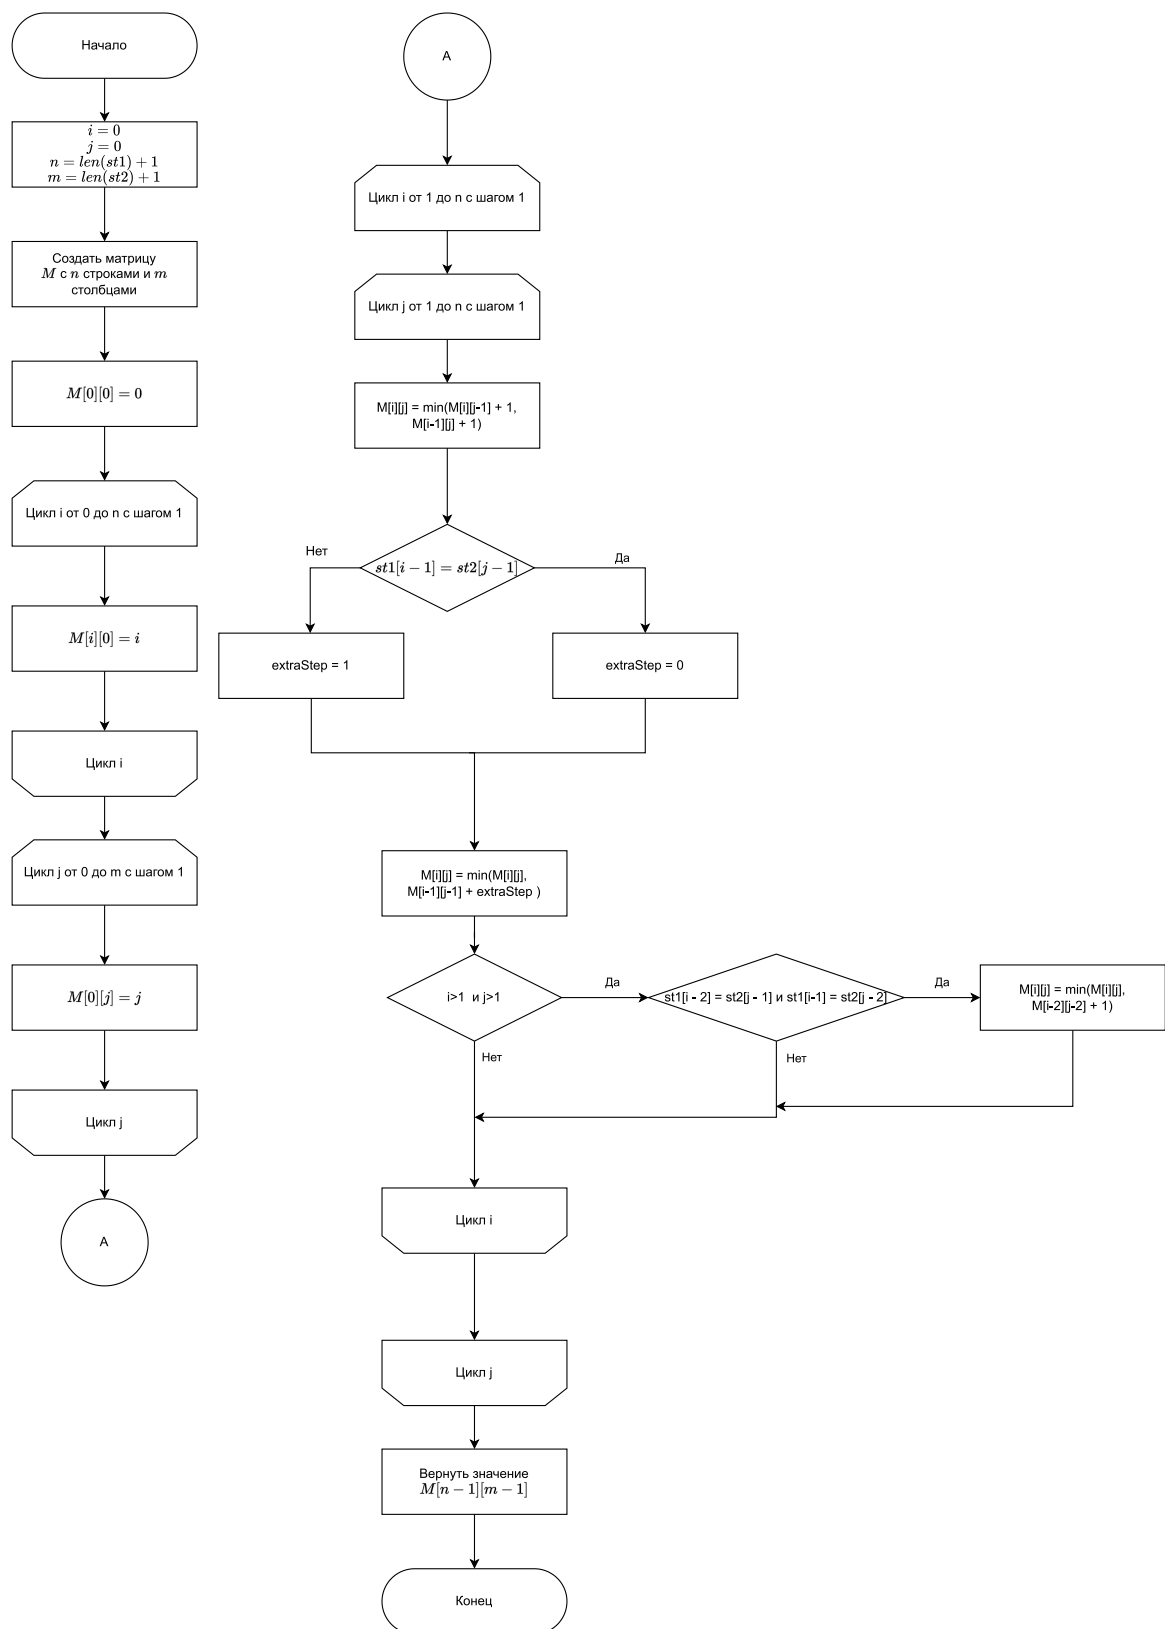 Начало
i = 0
j = 0
n = len(st1) + 1
m = len(st2) + 1
Создать матрицу
M с n строками и m
столбцами
M[0][0] = 0
Цикл i от 0 до n с шагом 1
M[i][0] = i
Цикл i
Цикл j от 0 до m с шагом 1
M[0][j] = j
Цикл j
A
A
Цикл i от 1 до n с шагом 1
Цикл j от 1 до n с шагом 1
M[i][j] = min(M[i][j-1] + 1,
M[i-1][j] + 1)
st1[i − 1] = st2[j − 1]
Нет
Да
extraStep = 1
extraStep = 0
M[i][j] = min(M[i][j],
M[i-1][j-1] + extraStep )
i>1 и j>1
Да
Нет
st1[i - 2] = st2[j - 1] и st1[i-1] = st2[j - 2]
Да
Нет
M[i][j] = min(M[i][j],
M[i-2][j-2] + 1)
Цикл i
Цикл j
Вернуть значение
M[n − 1][m − 1]
Конец